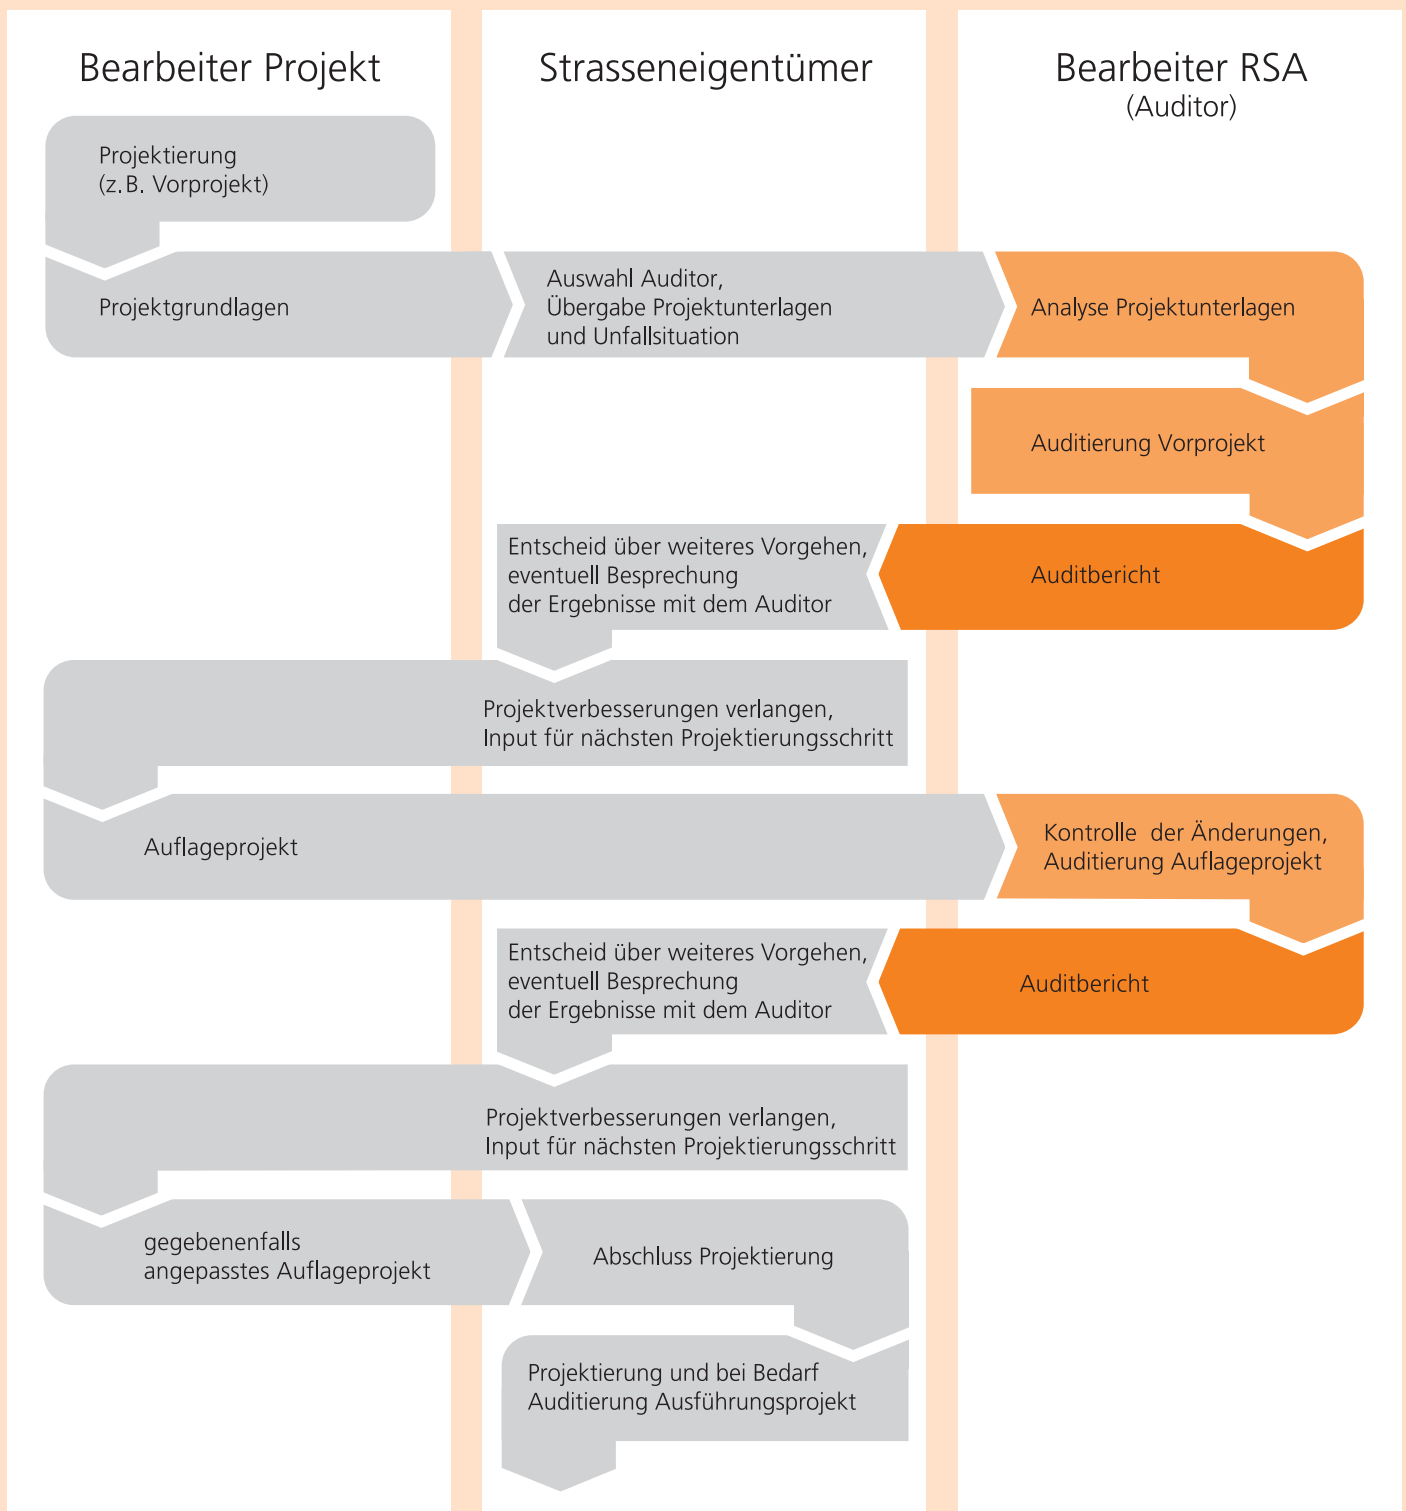 Bearbeiter Projekt
Strasseneigentümer
Bearbeiter RSA
(Auditor)
Projektierung
(z.B. Vorprojekt)
Projektgrundlagen
Auswahl Auditor,
Übergabe Projektunterlagen
und Unfallsituation
Analyse Projektunterlagen
Auditierung Vorprojekt
Entscheid über weiteres Vorgehen,
eventuell Besprechung
der Ergebnisse mit dem Auditor
Auditbericht
Projektverbesserungen verlangen,
Input für nächsten Projektierungsschritt
Auflageprojekt
Kontrolle der Änderungen,
Auditierung Auflageprojekt
Entscheid über weiteres Vorgehen,
eventuell Besprechung
der Ergebnisse mit dem Auditor
Auditbericht
Projektverbesserungen verlangen,
Input für nächsten Projektierungsschritt
gegebenenfalls
angepasstes Auflageprojekt
Abschluss Projektierung
Projektierung und bei Bedarf
Auditierung Ausführungsprojekt